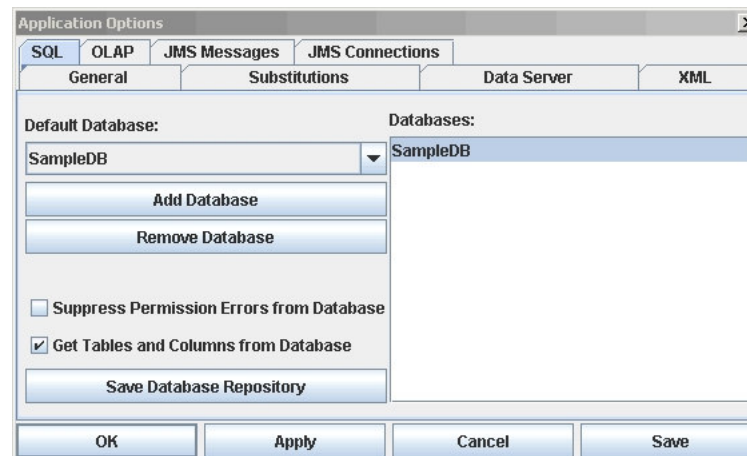 Application Options
SQL OLAP JMS Messages JMS Connections
General Substitutions Data Server XML
Default Database:
Databases:
SampleDB
SampleDB
Add Database
Remove Database
Suppress Permission Errors from Database
Get Tables and Columns from Database
Save Database Repository
OK Apply Cancel Save